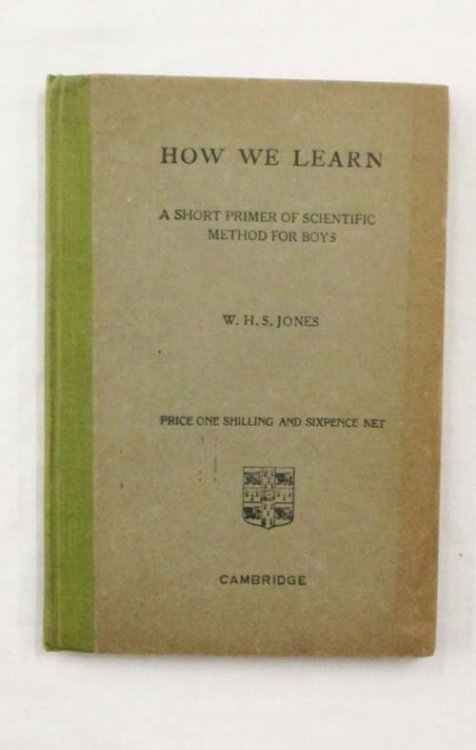 HOW WE LEARN
A SHORT PRIMER OF SCIENTIFIC
METHOD FOR BOYS
W. H. S. JONES
PRICE ONE SHILLING AND SIXPENCE NET
CAMBRIDGE